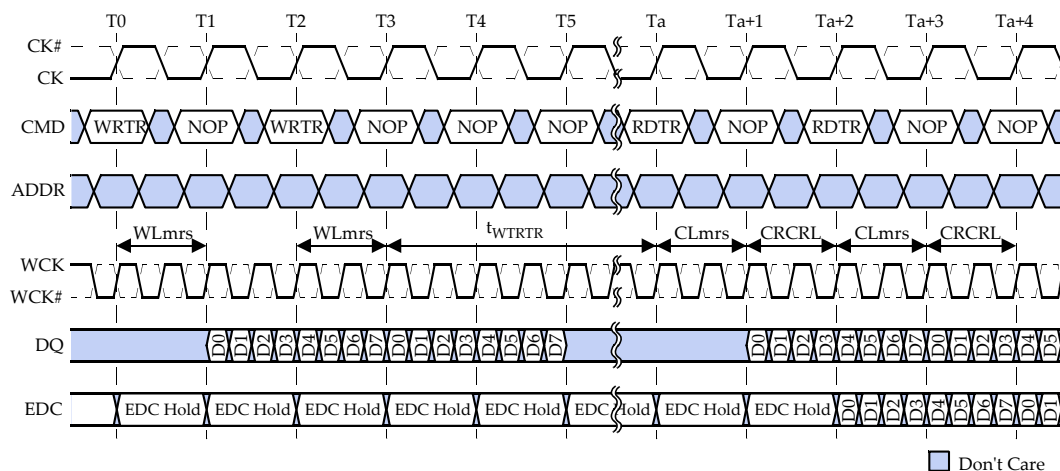 T0 T1 T2 T3 T4 T5 Ta Ta+1 Ta+2 Ta+3 Ta+4
CK#
CK
CMD WRTR NOP WRTR NOP NOP NOP RDTR NOP RDTR NOP NOP
ADDR
WLmrs WLmrs tWTRTR CLmrs CRCRL CLmrs CRCRL
WCK
WCK#
DQ D0 D1 D2 D3 D4 D5 D6 D7 D0 D1 D2 D3 D4 D5 D6 D7 D0 D1 D2 D3 D4 D5 D6 D7 D0 D1 D2 D3 D4 D5
EDC EDC Hold EDC Hold EDC Hold EDC Hold EDC Hold EDC Hold EDC Hold EDC Hold D0 D1 D2 D3 D4 D5 D6 D7 D0 D1
Don't Care